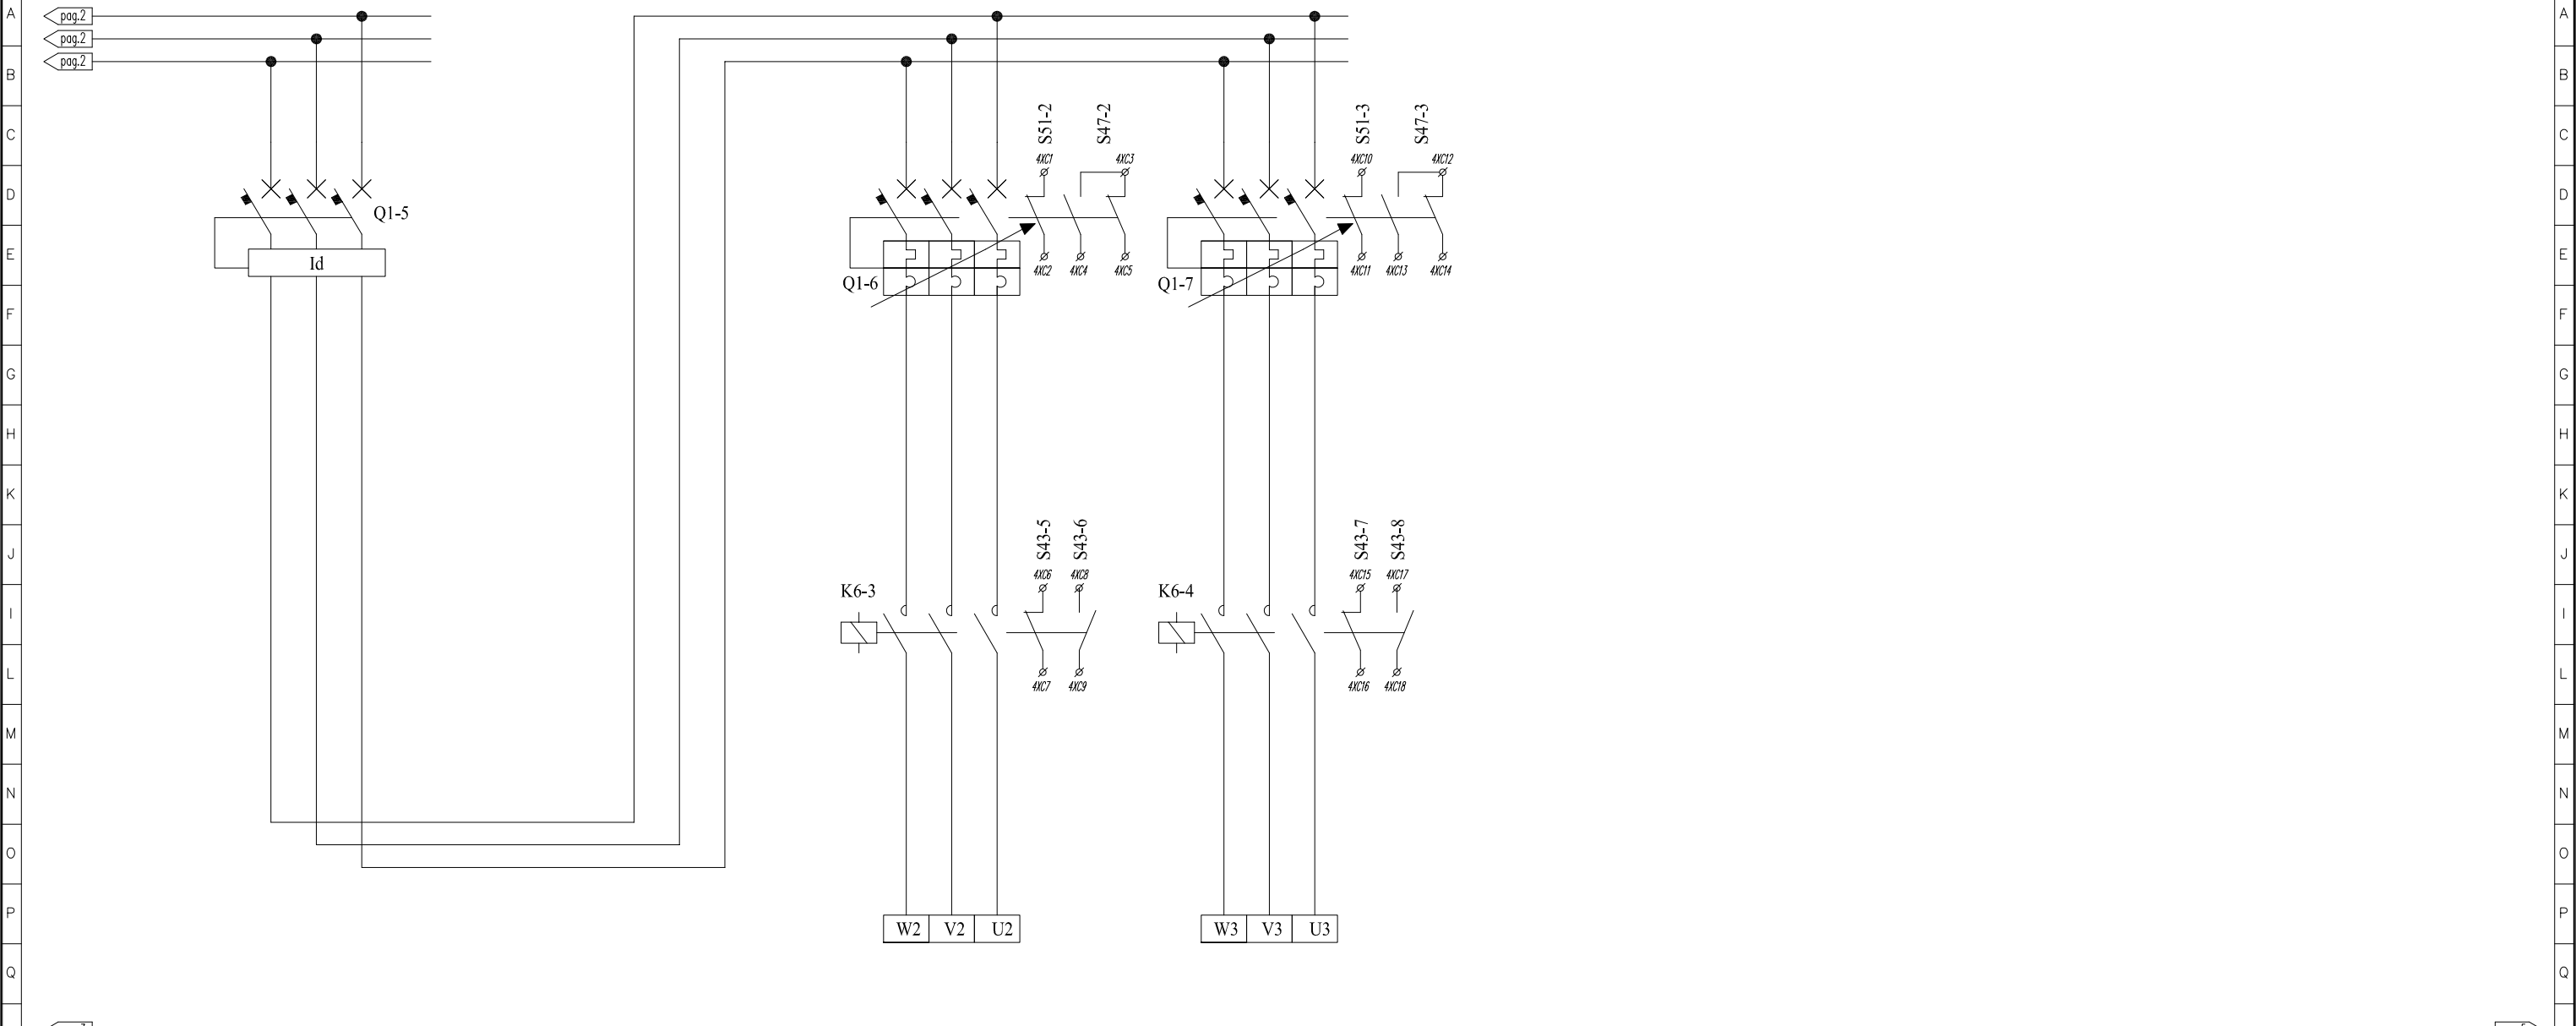 A
pag.2
A
pag.2
B
pag.2
B
C
S51-2
S47-2
S51-3
S47-3
C
4XC1
4XC3
4XC10
4XC12
D
Q1-5
D
E
Id
4XC2
4XC4
4XC5
4XC11
4XC13
4XC14
E
Q1-6
Q1-7
F
F
G
G
H
H
K
K
J
S43-5
S43-6
S43-7
S43-8
J
4XC6
4XC8
4XC15
4XC17
K6-3
K6-4
I
I
L
4XC7
4XC9
4XC16
4XC18
L
M
M
N
N
O
O
P
W2
V2
U2
W3
V3
U3
P
Q
Q